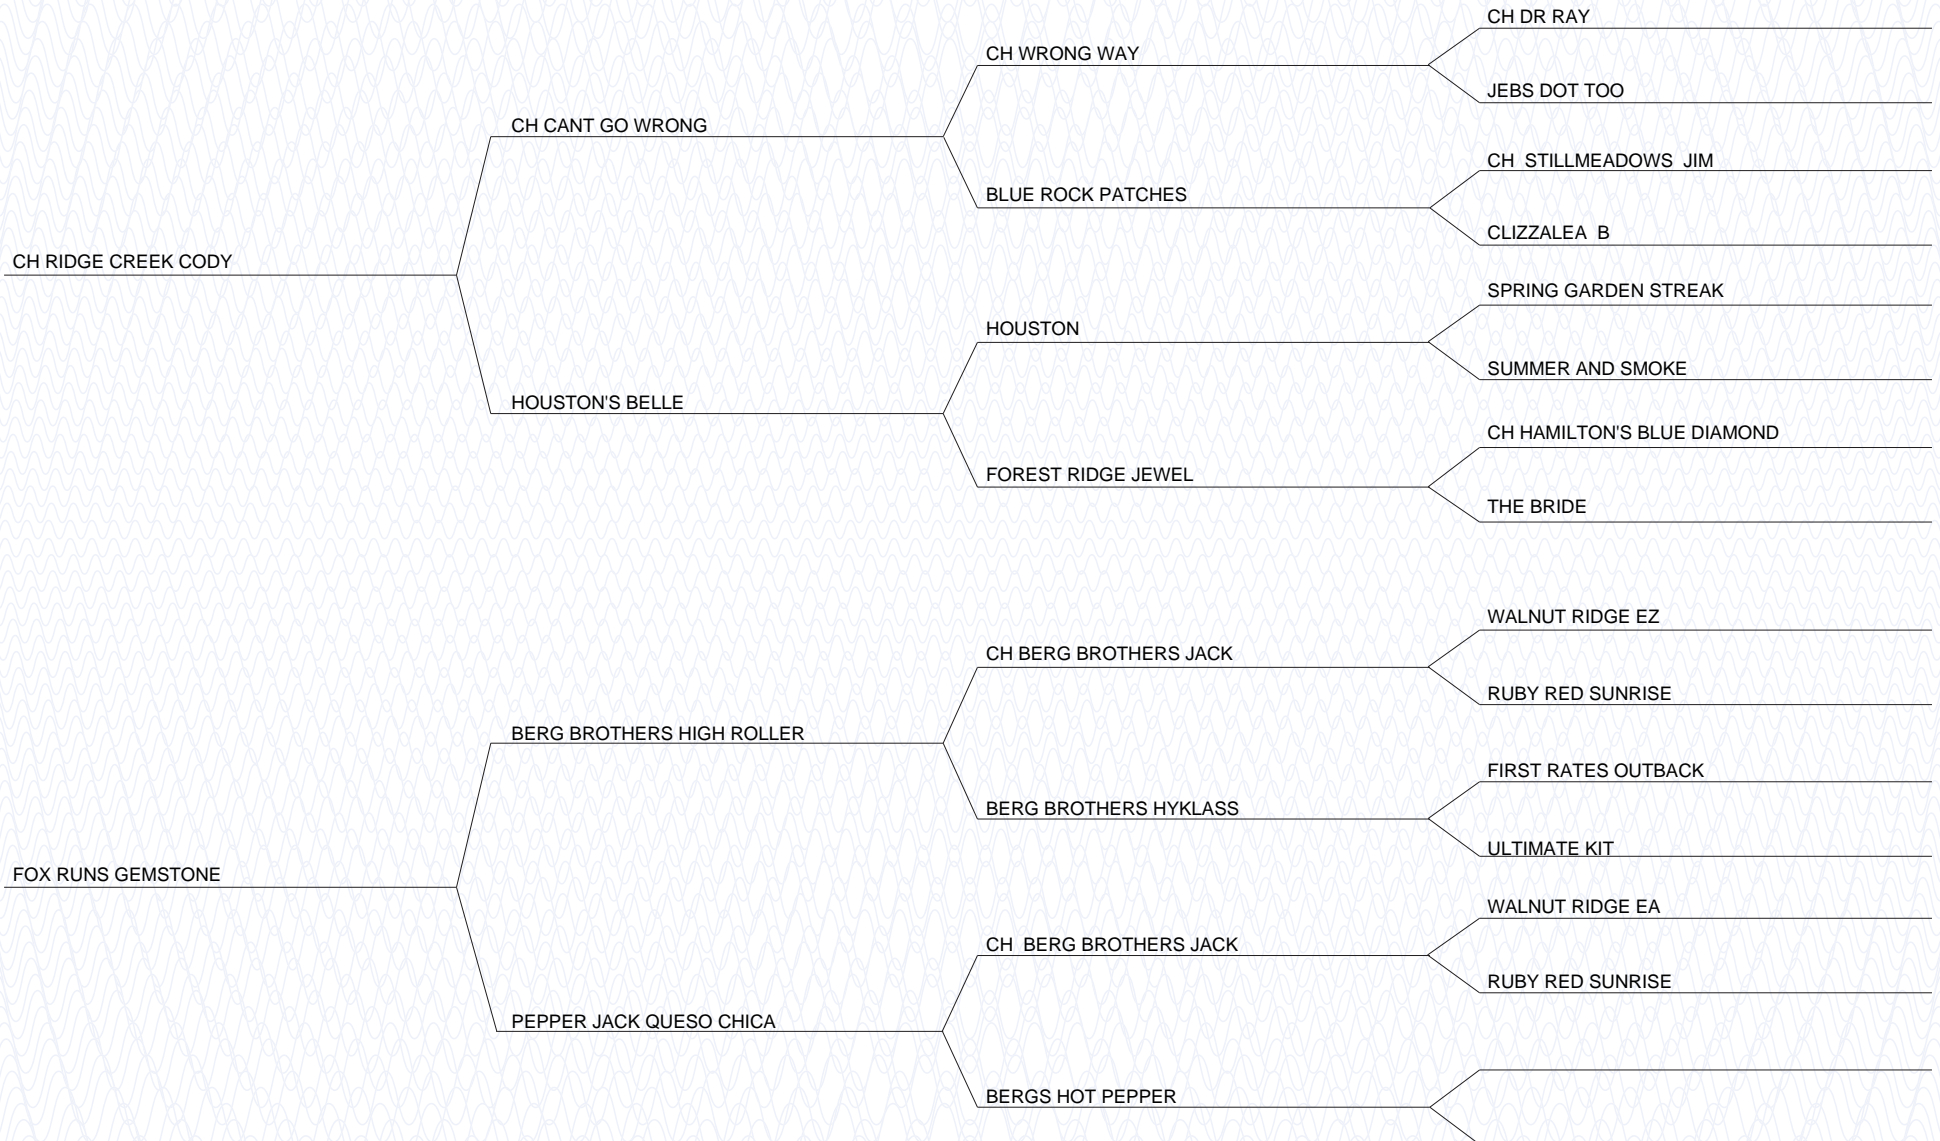 CH DR RAY
CH WRONG WAY
JEBS DOT TOO
CH CANT GO WRONG
CH  STILLMEADOWS  JIM
BLUE ROCK PATCHES
CLIZZALEA  B
CH RIDGE CREEK CODY
SPRING GARDEN STREAK
HOUSTON
SUMMER AND SMOKE
HOUSTON'S BELLE
CH HAMILTON'S BLUE DIAMOND
FOREST RIDGE JEWEL
THE BRIDE
WALNUT RIDGE EZ
CH BERG BROTHERS JACK
RUBY RED SUNRISE
BERG BROTHERS HIGH ROLLER
FIRST RATES OUTBACK
BERG BROTHERS HYKLASS
ULTIMATE KIT
FOX RUNS GEMSTONE
WALNUT RIDGE EA
CH  BERG BROTHERS JACK
RUBY RED SUNRISE
PEPPER JACK QUESO CHICA
BERGS HOT PEPPER